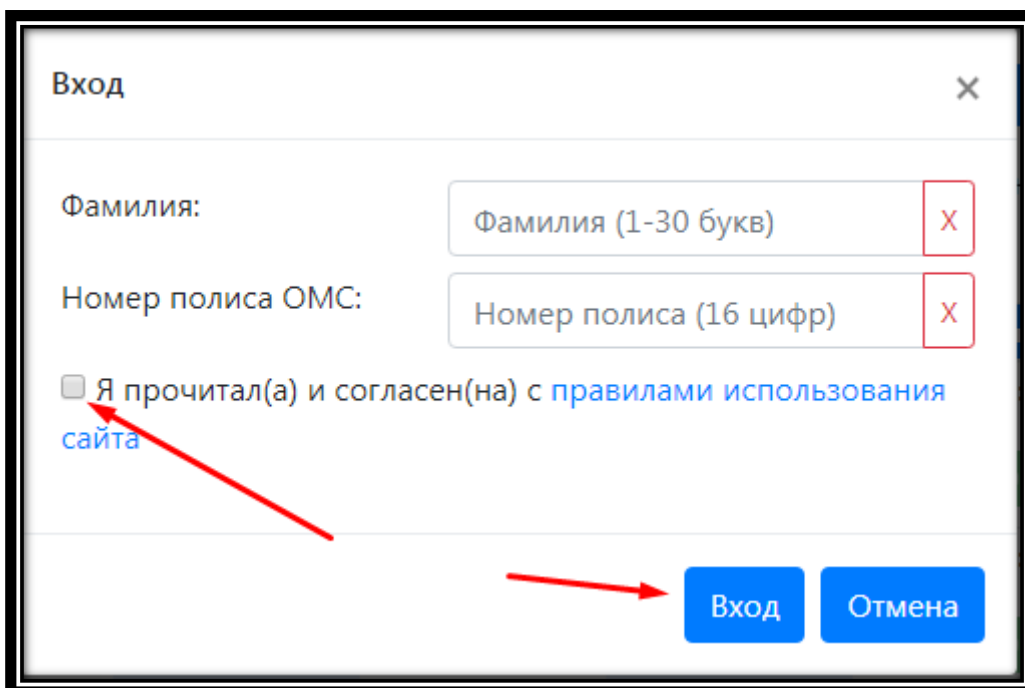 Вход ×
Фамилия: Фамилия (1-30 букв) X
Номер полиса ОМС: Номер полиса (16 цифр) X
Я прочитал(а) и согласен(на) с правилами использования
сайта
Вход Отмена